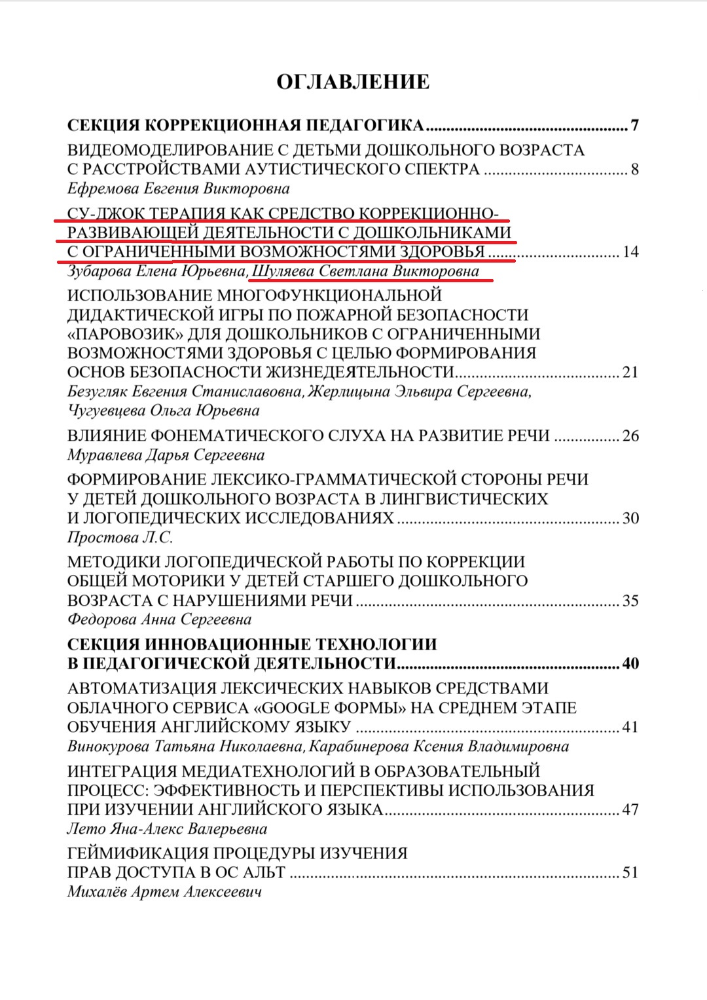 ОГЛАВЛЕНИЕ
СЕКЦИЯ КОРРЕКЦИОННАЯ ПЕДАГОГИКА............................................7
ВИДЕОМОДЕЛИРОВАНИЕ С ДЕТЬМИ ДОШКОЛЬНОГО ВОЗРАСТА
С РАССТРОЙСТВАМИ АУТИСТИЧЕСКОГО СПЕКТРА ................................ 8
Ефремова Евгения Викторовна
СУ-ДЖОК ТЕРАПИЯ КАК СРЕДСТВО КОРРЕКЦИОННО-
РАЗВИВАЮЩЕЙ ДЕЯТЕЛЬНОСТИ С ДОШКОЛЬНИКАМИ
С ОГРАНИЧЕННЫМИ ВОЗМОЖНОСТЯМИ ЗДОРОВЬЯ ............................. 14
Зубарова Елена Юрьевна, Шуляева Светлана Викторовна
ИСПОЛЬЗОВАНИЕ МНОГОФУНКЦИОНАЛЬНОЙ
ДИДАКТИЧЕСКОЙ ИГРЫ ПО ПОЖАРНОЙ БЕЗОПАСНОСТИ
«ПАРОВОЗИК» ДЛЯ ДОШКОЛЬНИКОВ С ОГРАНИЧЕННЫМИ
ВОЗМОЖНОСТЯМИ ЗДОРОВЬЯ С ЦЕЛЬЮ ФОРМИРОВАНИЯ
ОСНОВ БЕЗОПАСНОСТИ ЖИЗНЕДЕЯТЕЛЬНОСТИ.................................... 21
Безугляк Евгения Станиславовна, Жерлицына Эльвира Сергеевна,
Чугуевцева Ольга Юрьевна
ВЛИЯНИЕ ФОНЕМАТИЧЕСКОГО СЛУХА НА РАЗВИТИЕ РЕЧИ ............... 26
Муравлева Дарья Сергеевна
ФОРМИРОВАНИЕ ЛЕКСИКО-ГРАММАТИЧЕСКОЙ СТОРОНЫ РЕЧИ
У ДЕТЕЙ ДОШКОЛЬНОГО ВОЗРАСТА В ЛИНГВИСТИЧЕСКИХ
И ЛОГОПЕДИЧЕСКИХ ИССЛЕДОВАНИЯХ ................................................. 30
Простова Л.С.
МЕТОДИКИ ЛОГОПЕДИЧЕСКОЙ РАБОТЫ ПО КОРРЕКЦИИ
ОБЩЕЙ МОТОРИКИ У ДЕТЕЙ СТАРШЕГО ДОШКОЛЬНОГО
ВОЗРАСТА С НАРУШЕНИЯМИ РЕЧИ .......................................................... 35
Федорова Анна Сергеевна
СЕКЦИЯ ИННОВАЦИОННЫЕ ТЕХНОЛОГИИ
В ПЕДАГОГИЧЕСКОЙ ДЕЯТЕЛЬНОСТИ................................................. 40
АВТОМАТИЗАЦИЯ ЛЕКСИЧЕСКИХ НАВЫКОВ СРЕДСТВАМИ
ОБЛАЧНОГО СЕРВИСА «GOOGLE ФОРМЫ» НА СРЕДНЕМ ЭТАПЕ
ОБУЧЕНИЯ АНГЛИЙСКОМУ ЯЗЫКУ .......................................................... 41
Винокурова Татьяна Николаевна, Карабинерова Ксения Владимировна
ИНТЕГРАЦИЯ МЕДИАТЕХНОЛОГИЙ В ОБРАЗОВАТЕЛЬНЫЙ
ПРОЦЕСС: ЭФФЕКТИВНОСТЬ И ПЕРСПЕКТИВЫ ИСПОЛЬЗОВАНИЯ
ПРИ ИЗУЧЕНИИ АНГЛИЙСКОГО ЯЗЫКА.................................................... 47
Лето Яна-Алекс Валерьевна
ГЕЙМИФИКАЦИЯ ПРОЦЕДУРЫ ИЗУЧЕНИЯ
ПРАВ ДОСТУПА В ОС АЛЬТ .......................................................................... 51
Михалёв Артем Алексеевич